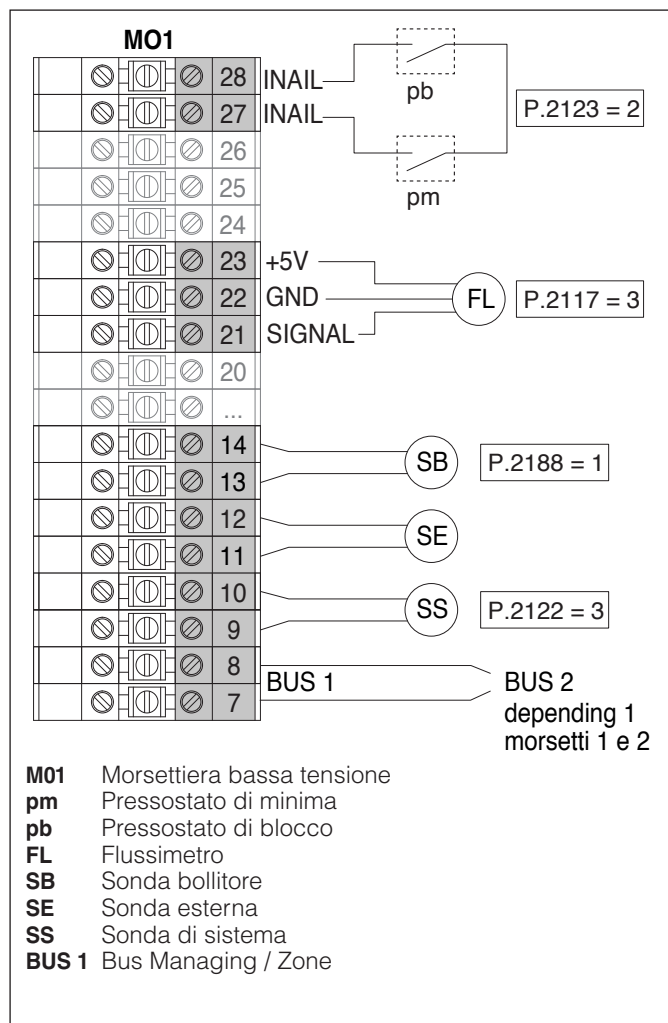 MO1
28 INAIL
pb
27 INAIL
P.2123 = 2
26
pm
25
24
23 +5V
22 GND
FL
P.2117 = 3
21 SIGNAL
20
...
14
SB
P.2188 = 1
13
12
SE
11
10
SS
P.2122 = 3
9
8
BUS 1
BUS 2
7
depending 1
morsetti 1 e 2
M01 Morsettiera bassa tensione
pm Pressostato di minima
pb Pressostato di blocco
FL Flussimetro
SB Sonda bollitore
SE Sonda esterna
SS Sonda di sistema
BUS 1 Bus Managing / Zone